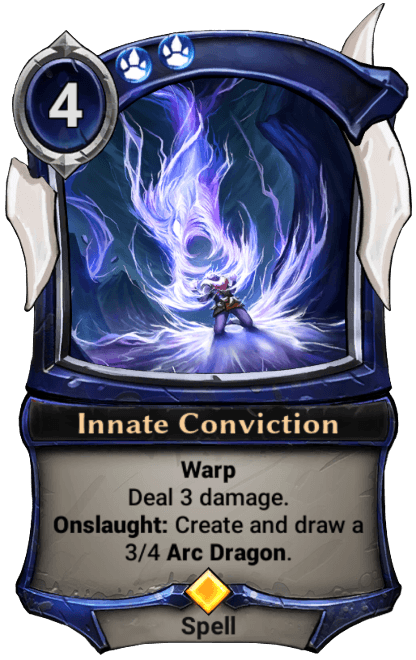 4
Innate Conviction
Warp
Deal 3 damage.
Onslaught: Create and draw a
3/4 Arc Dragon.
Spell